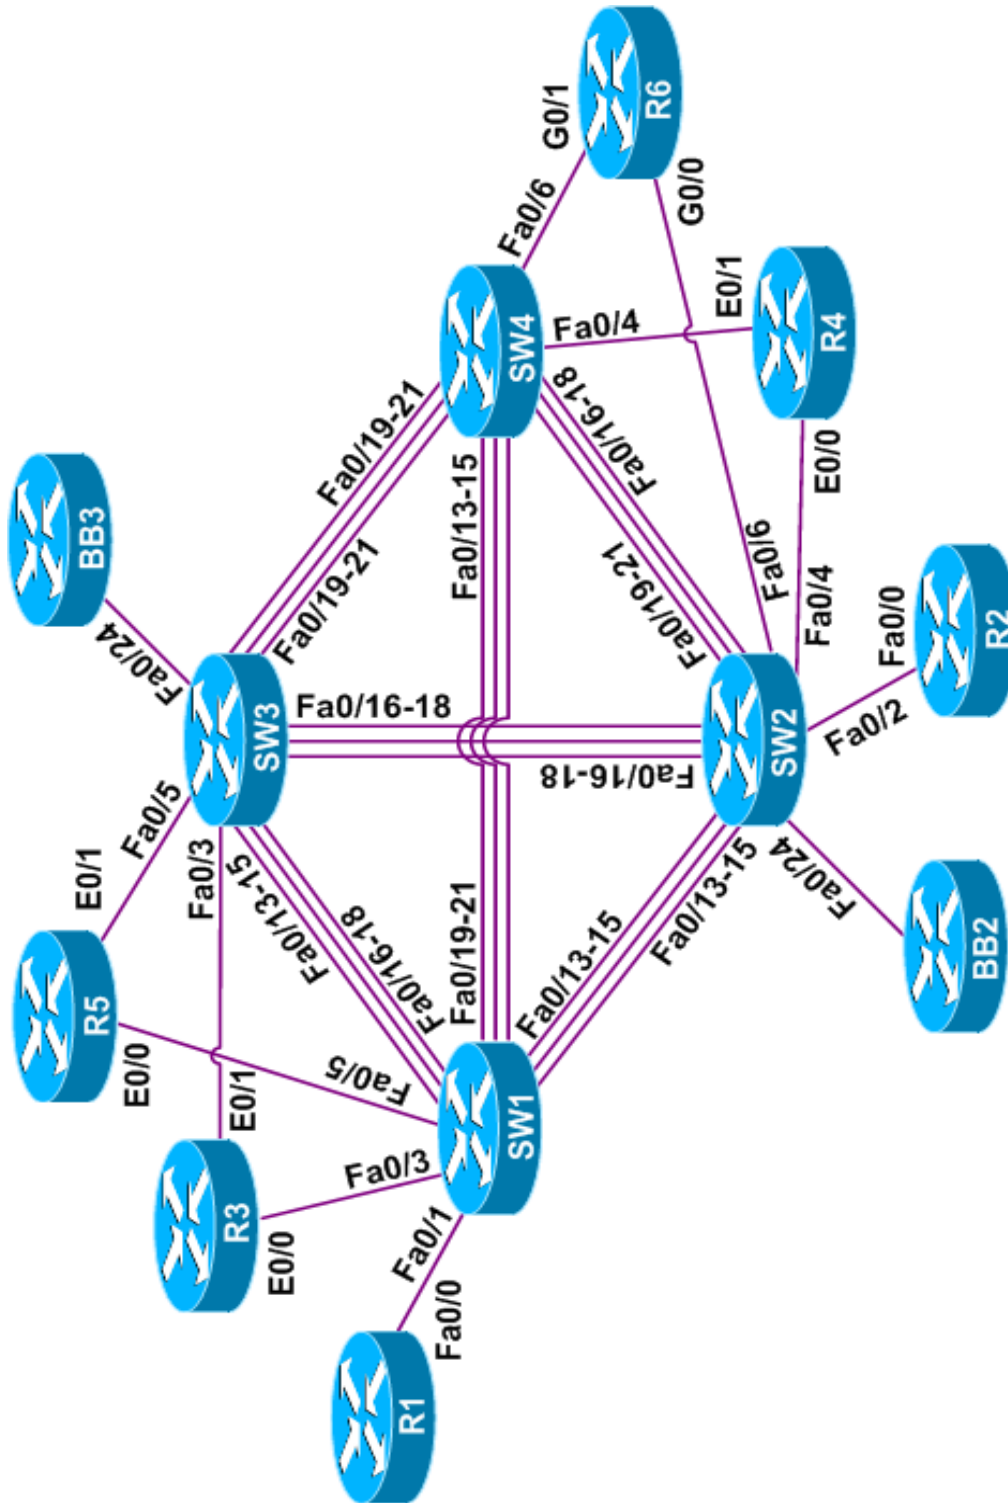 BB3
R5
Fa0/24
E0/1
Fa0/5
E0/0
SW3
R3
Fa0/3
E0/1
E0/0
Fa0/19-21
Fa0/19-21
Fa0/13-15
Fa0/16-18
Fa0/16-18
Fa0/5
Fa0/3
R1
Fa0/1
Fa0/0
SW1
Fa0/19-21
Fa0/13-15
SW4
Fa0/6
G0/1
R6
Fa0/13-15
Fa0/16-18
Fa0/19-21
Fa0/16-18
Fa0/4
G0/0
Fa0/13-15
SW2
Fa0/6
E0/1
R4
Fa0/4
E0/0
Fa0/24
Fa0/2
Fa0/0
BB2
R2